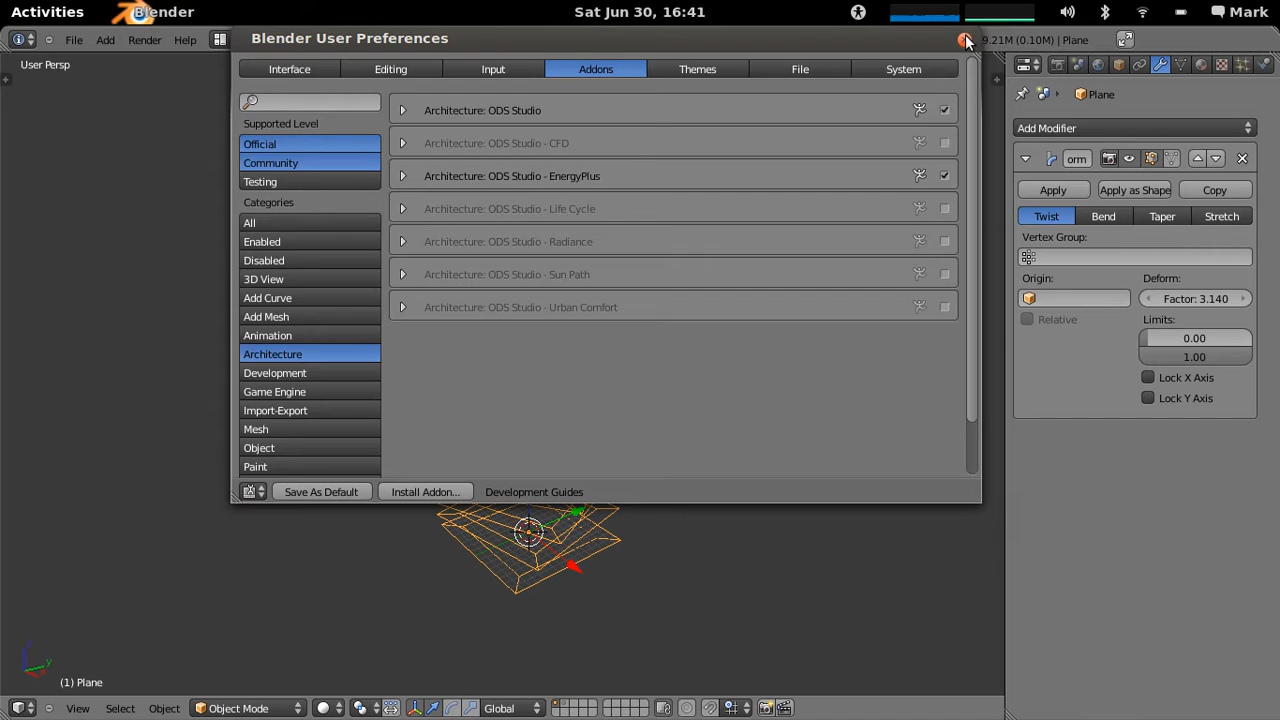 Activities Blender Sat Jun 30, 16:41 Mark
File Add Render Help Blender User Preferences 9.21M (0.10M) | Plane
User Persp
Interface Editing Input Addons Themes File System
Plane
Architecture: ODS Studio
Supported Level
Add Modifier
Official
Architecture: ODS Studio - CFD
Community
orm
Architecture: ODS Studio - EnergyPlus
Testing
Apply Apply as Shape Copy
Categories
Architecture: ODS Studio - Life Cycle
Twist Bend Taper Stretch
All
Vertex Group:
Enabled
Architecture: ODS Studio - Radiance
Disabled
Architecture: ODS Studio - Sun Path
3D View
Origin: Deform:
Add Curve
Factor: 3.140
Architecture: ODS Studio - Urban Comfort
Add Mesh
Relative Limits:
Animation
0.00
Architecture
1.00
Development
Lock X Axis
Game Engine
Lock Y Axis
Import-Export
Mesh
Object
Paint
Save As Default Install Addon... Development Guides
z
y
(1) Plane
View Select Object Object Mode Global